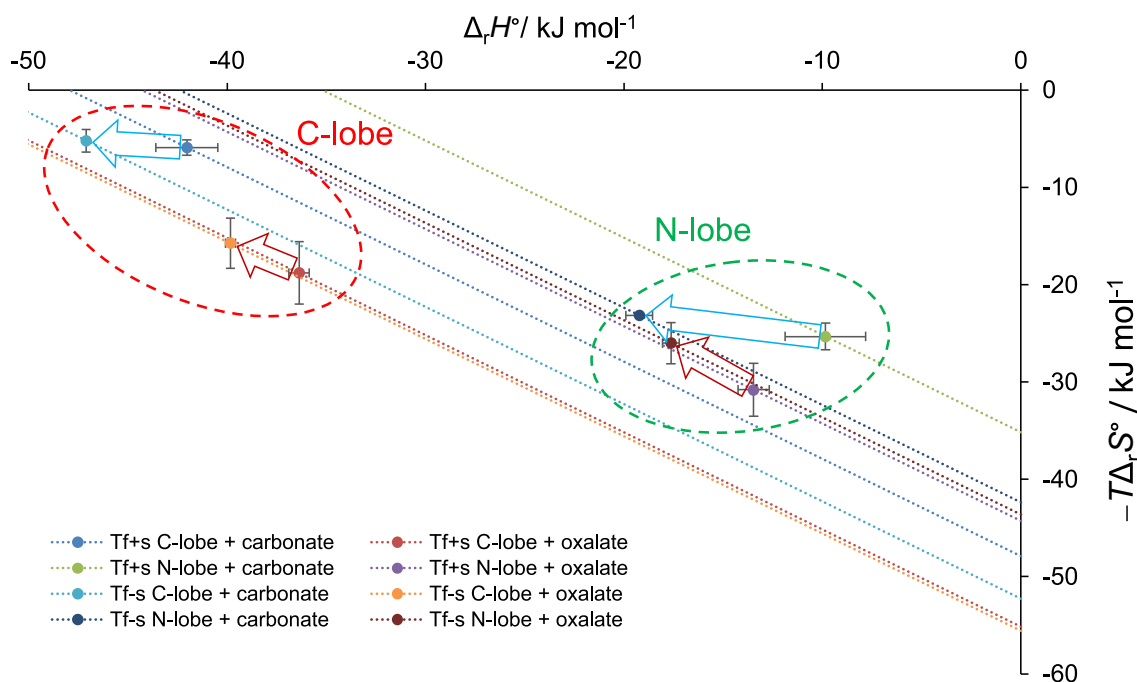 ΔrH°/ kJ mol-1
-50 -40 -30 -20 -10 0
0
C-lobe
-10
N-lobe
-20
-30
-40
-50
-60
–TΔrS° / kJ mol-1
Tf+s C-lobe + carbonate
Tf+s N-lobe + carbonate
Tf-s C-lobe + carbonate
Tf-s N-lobe + carbonate
Tf+s C-lobe + oxalate
Tf+s N-lobe + oxalate
Tf-s C-lobe + oxalate
Tf-s N-lobe + oxalate